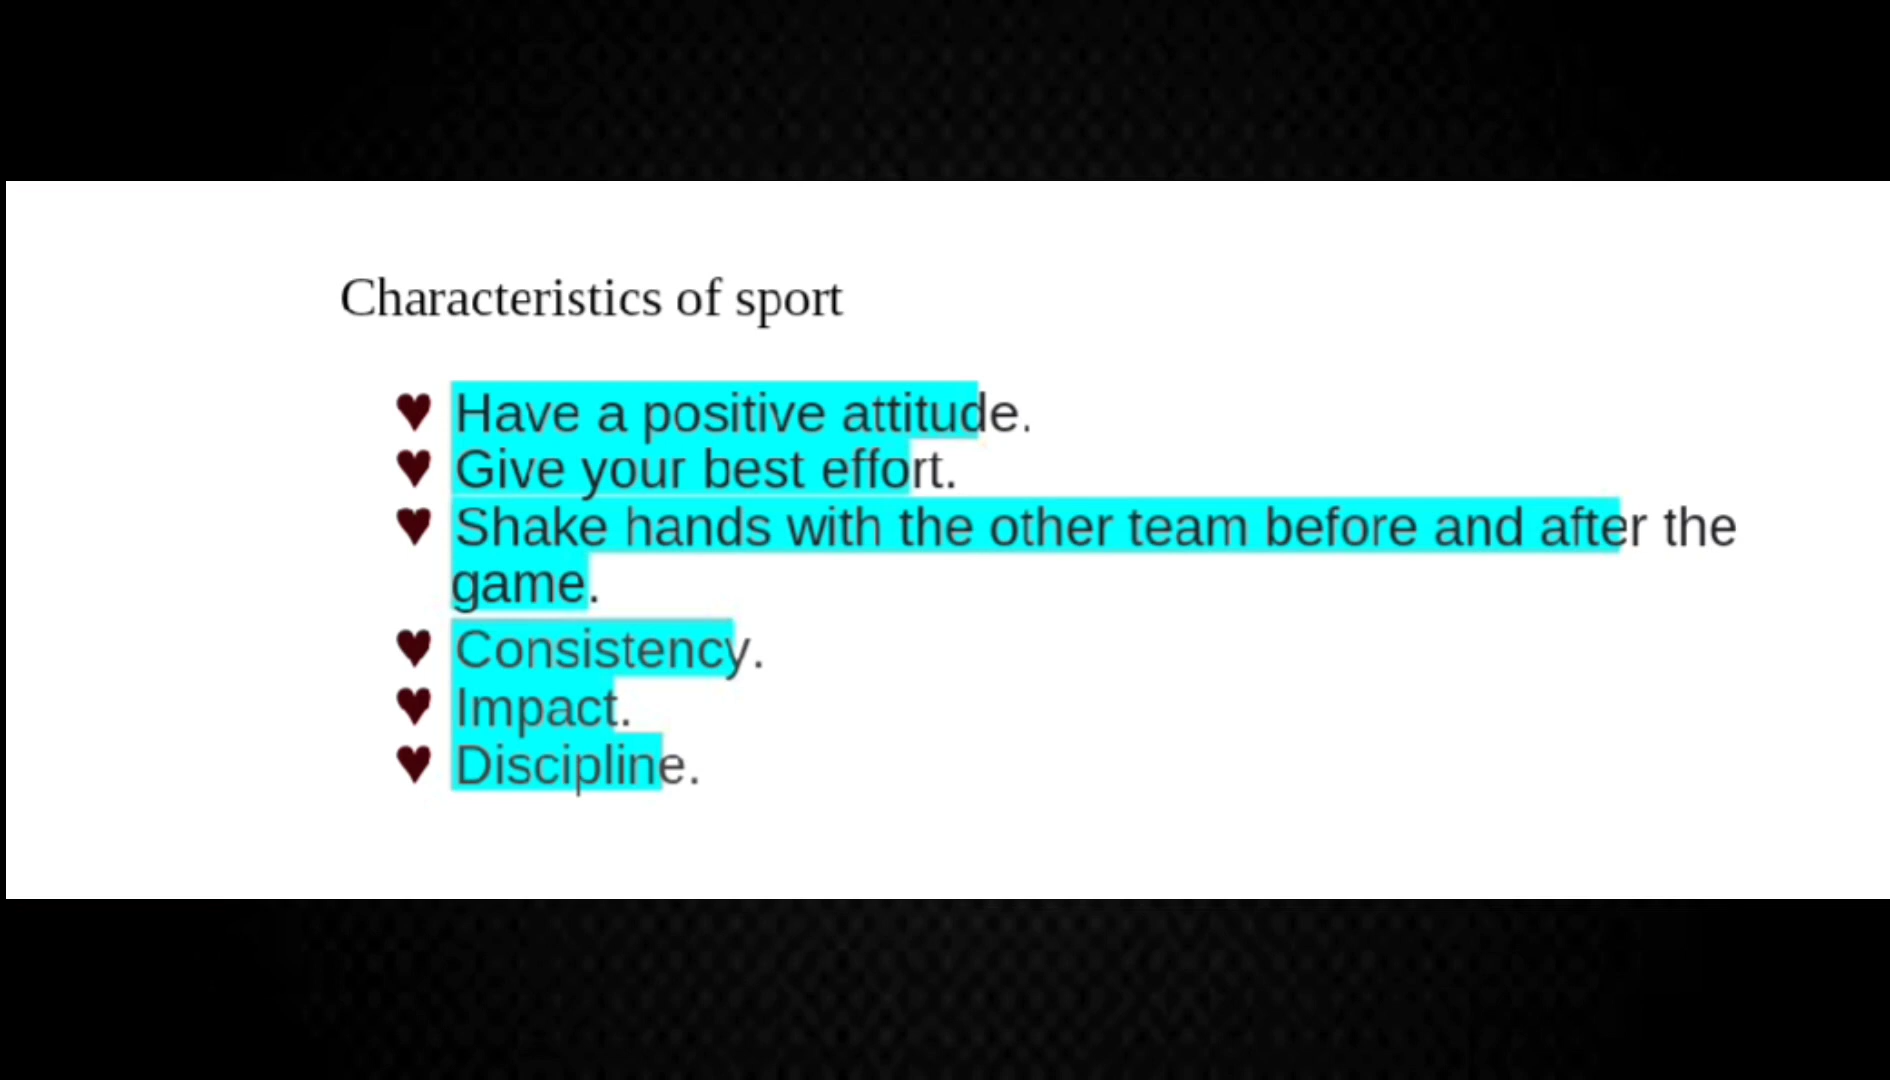 Characteristics of sport
♥ Have a positive attitude.
♥ Give your best effort.
♥ Shake hands with the other team before and after the
game.
♥ Consistency.
♥ Impact.
♥ Discipline.